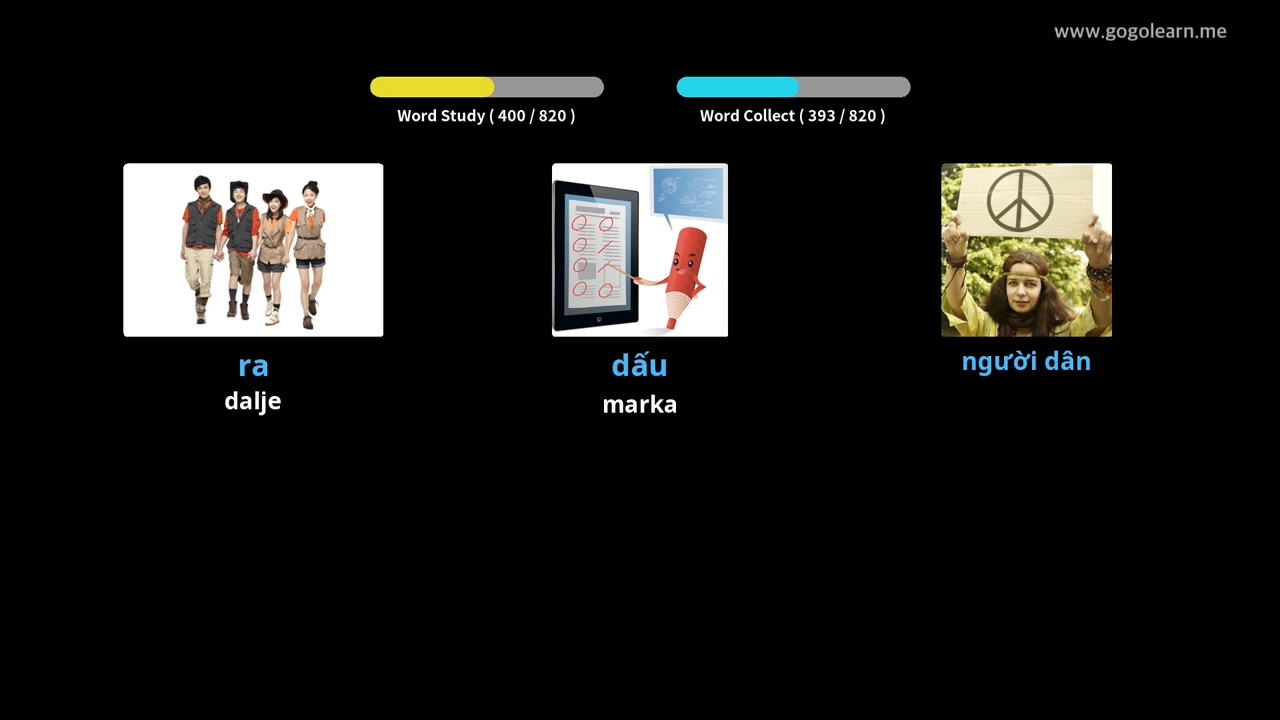 www.gogolearn.me
Word Study ( 400 / 820 )
Word Collect ( 393 / 820 )
ra
dalje
dấu
marka
người dân